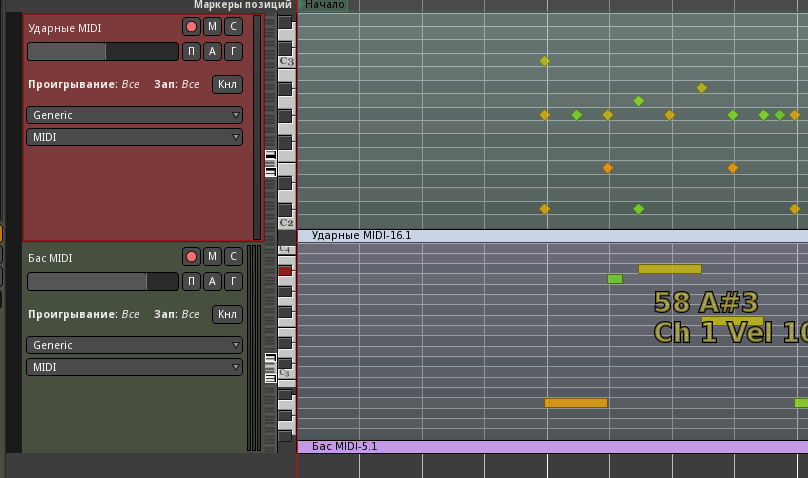 Маркеры позиций
Начало
Ударные MIDI
M
С
П
А
Г
Проигрывание: Все Зап: Все Кнл
Generic
MIDI
C3
C2
Ударные MIDI-16.1
Бас MIDI
M
С
П
А
Г
Проигрывание: Все Зап: Все Кнл
Generic
MIDI
C4
C3
58 A#3
Ch 1 Vel 10
Бас MIDI-5.1